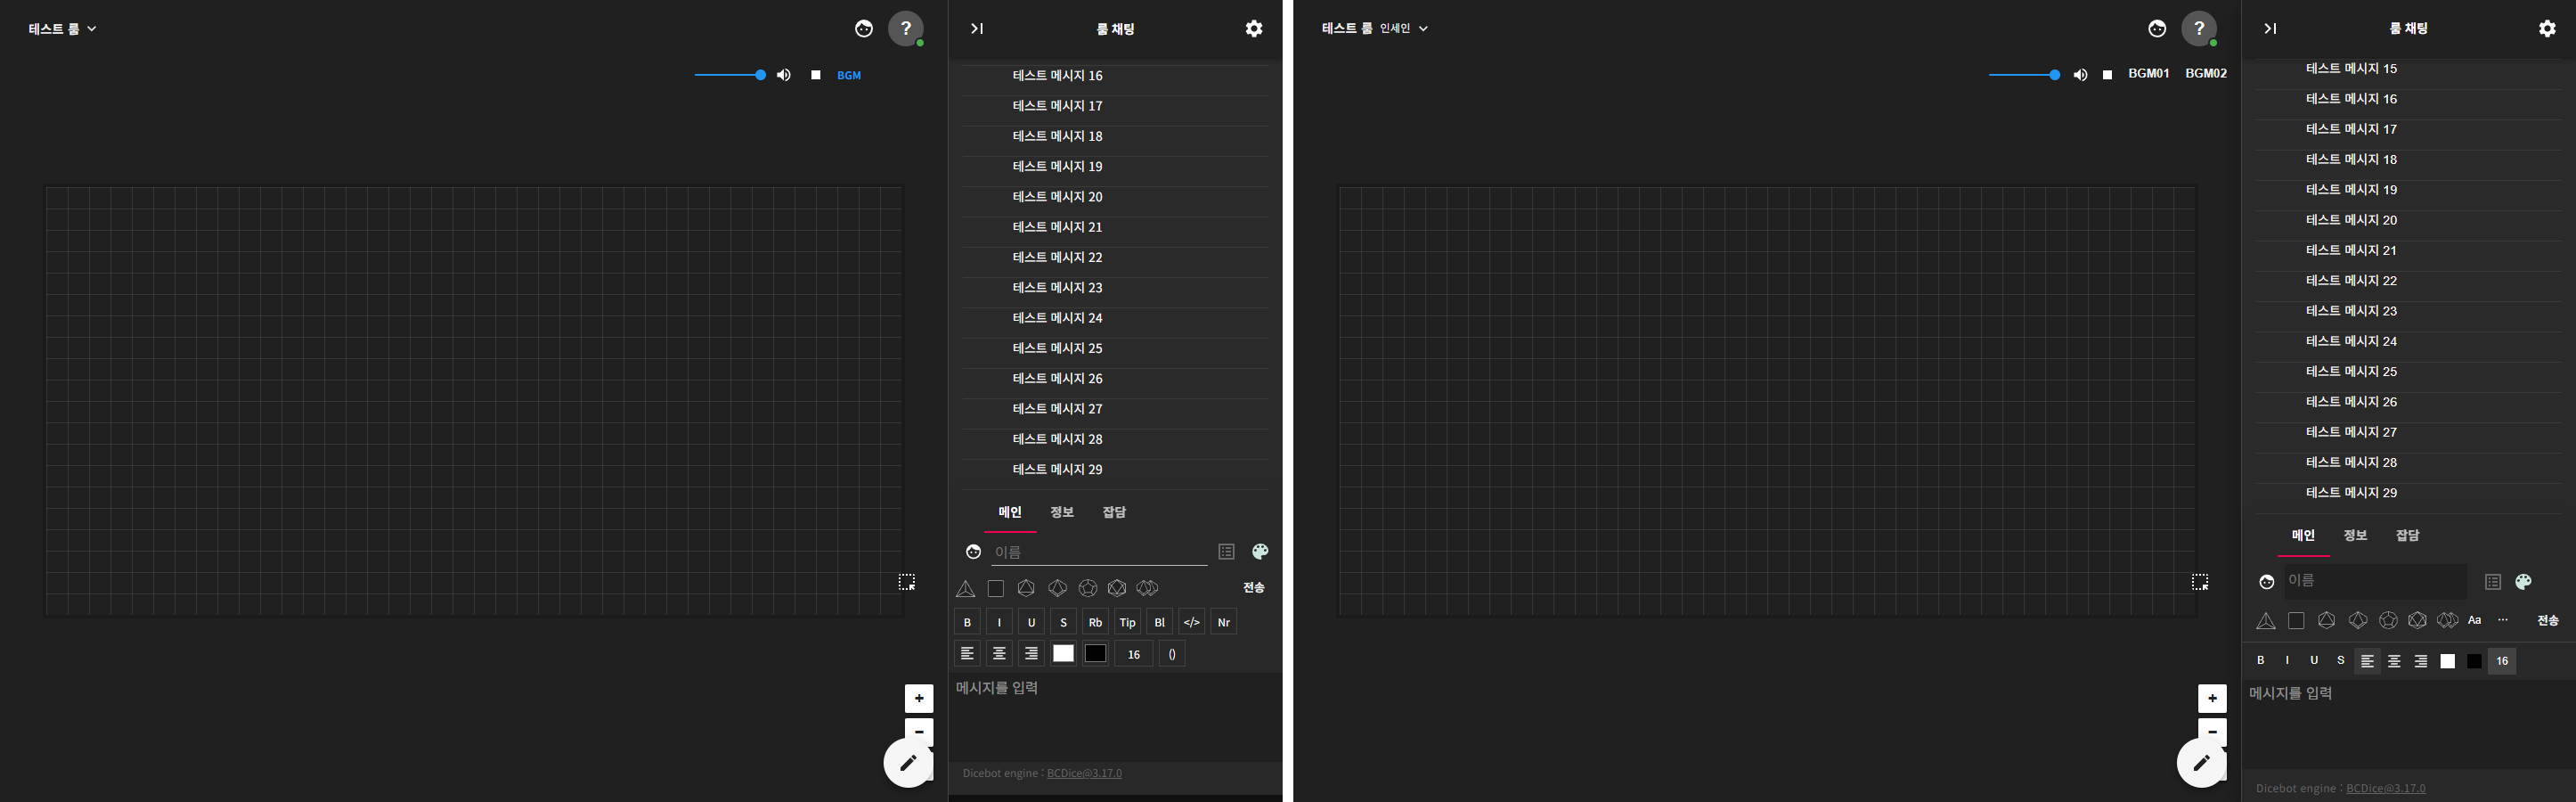 테스트 룸
?
룸 채팅
BGM
테스트 메시지 16
테스트 메시지 17
테스트 메시지 18
테스트 메시지 19
테스트 메시지 20
테스트 메시지 21
테스트 메시지 22
테스트 메시지 23
테스트 메시지 24
테스트 메시지 25
테스트 메시지 26
테스트 메시지 27
테스트 메시지 28
테스트 메시지 29
메인 정보 잡담
이름
전송
B I U S Rb Tip Bl </> Nr
16 ()
메시지를 입력
+
−
Dicebot engine : BCDice@3.17.0
테스트 룸 인세인
?
룸 채팅
BGM01 BGM02
테스트 메시지 15
테스트 메시지 16
테스트 메시지 17
테스트 메시지 18
테스트 메시지 19
테스트 메시지 20
테스트 메시지 21
테스트 메시지 22
테스트 메시지 23
테스트 메시지 24
테스트 메시지 25
테스트 메시지 26
테스트 메시지 27
테스트 메시지 28
테스트 메시지 29
메인 정보 잡담
이름
Aa ... 전송
B I U S 16
메시지를 입력
+
−
Dicebot engine : BCDice@3.17.0